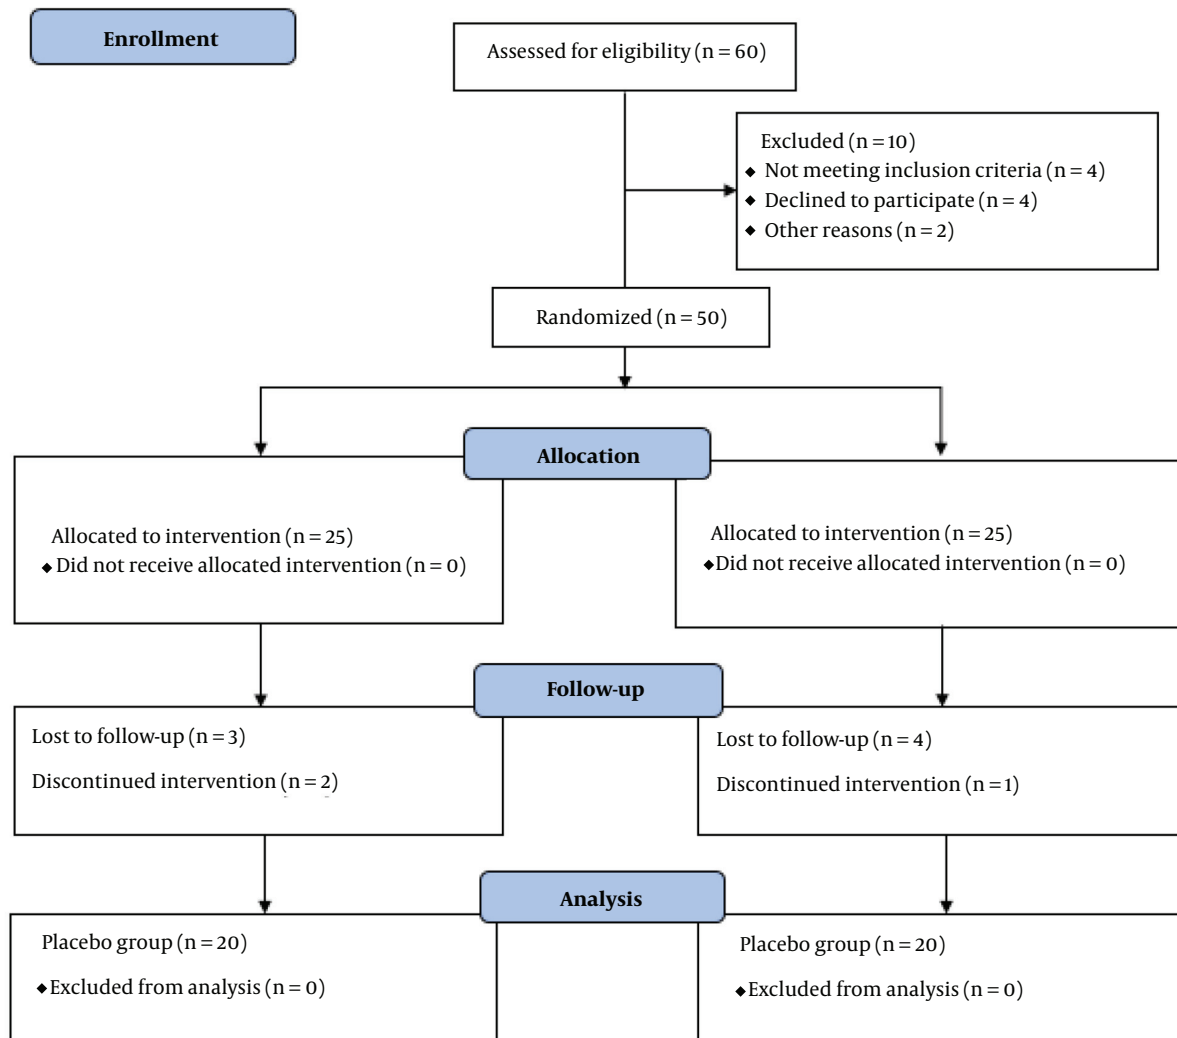 Enrollment
Assessed for eligibility (n = 60)
Excluded (n = 10)
◆ Not meeting inclusion criteria (n = 4)
◆ Declined to participate (n = 4)
◆ Other reasons (n = 2)
Randomized (n = 50)
Allocation
Allocated to intervention (n = 25)
◆ Did not receive allocated intervention (n = 0)
Allocated to intervention (n = 25)
◆ Did not receive allocated intervention (n = 0)
Follow-up
Lost to follow-up (n = 3)
Discontinued intervention (n = 2)
Lost to follow-up (n = 4)
Discontinued intervention (n = 1)
Analysis
Placebo group (n = 20)
◆ Excluded from analysis (n = 0)
Placebo group (n = 20)
◆ Excluded from analysis (n = 0)